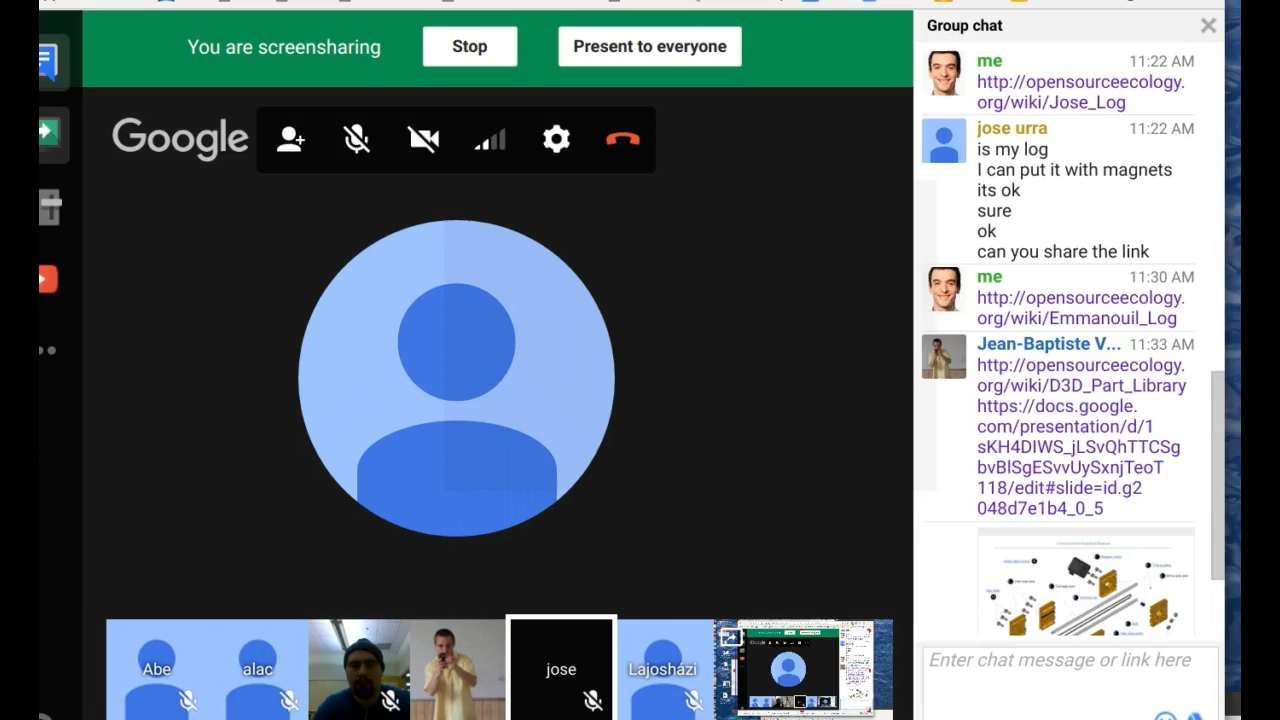 You are screensharing
Stop
Present to everyone
Google
Group chat
me
11:22 AM
http://opensourceecology.
org/wiki/Jose_Log
jose urra
11:22 AM
is my log
I can put it with magnets
its ok
sure
ok
can you share the link
me
11:30 AM
http://opensourceecology.
org/wiki/Emmanouil_Log
Jean-Baptiste V...
11:33 AM
http://opensourceecology.
org/wiki/D3D_Part_Library
https://docs.google.
com/presentation/d/1
sKH4DIWS_jLSvQhTTCSg
bvBlSgESvvUySxnjTeoT
118/edit#slide=id.g2
048d7e1b4_0_5
Enter chat message or link here
Abe
alac
jose
Lajosházi